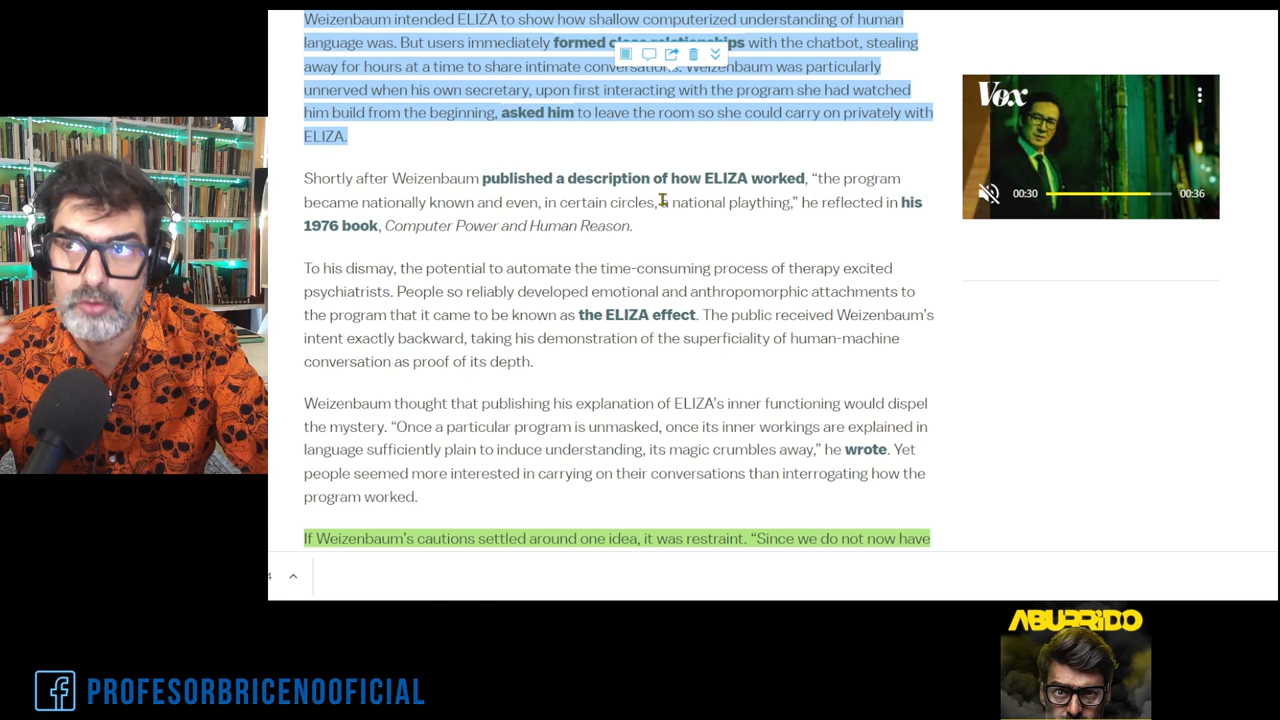 Weizenbaum intended ELIZA to show how shallow computerized understanding of human
language was. But users immediately formed close relationships with the chatbot, stealing
away for hours at a time to share intimate conversations. Weizenbaum was particularly
unnerved when his own secretary, upon first interacting with the program she had watched
him build from the beginning, asked him to leave the room so she could carry on privately with
ELIZA.
Shortly after Weizenbaum published a description of how ELIZA worked, “the program
became nationally known and even, in certain circles, a national plaything,” he reflected in his
1976 book, Computer Power and Human Reason.
To his dismay, the potential to automate the time-consuming process of therapy excited
psychiatrists. People so reliably developed emotional and anthropomorphic attachments to
the program that it came to be known as the ELIZA effect. The public received Weizenbaum’s
intent exactly backward, taking his demonstration of the superficiality of human-machine
conversation as proof of its depth.
Weizenbaum thought that publishing his explanation of ELIZA’s inner functioning would dispel
the mystery. “Once a particular program is unmasked, once its inner workings are explained in
language sufficiently plain to induce understanding, its magic crumbles away,” he wrote. Yet
people seemed more interested in carrying on their conversations than interrogating how the
program worked.
If Weizenbaum’s cautions settled around one idea, it was restraint. “Since we do not now have
Vox
00:30
00:36
ABURRIDO
PROFESORBRICENOOFICIAL